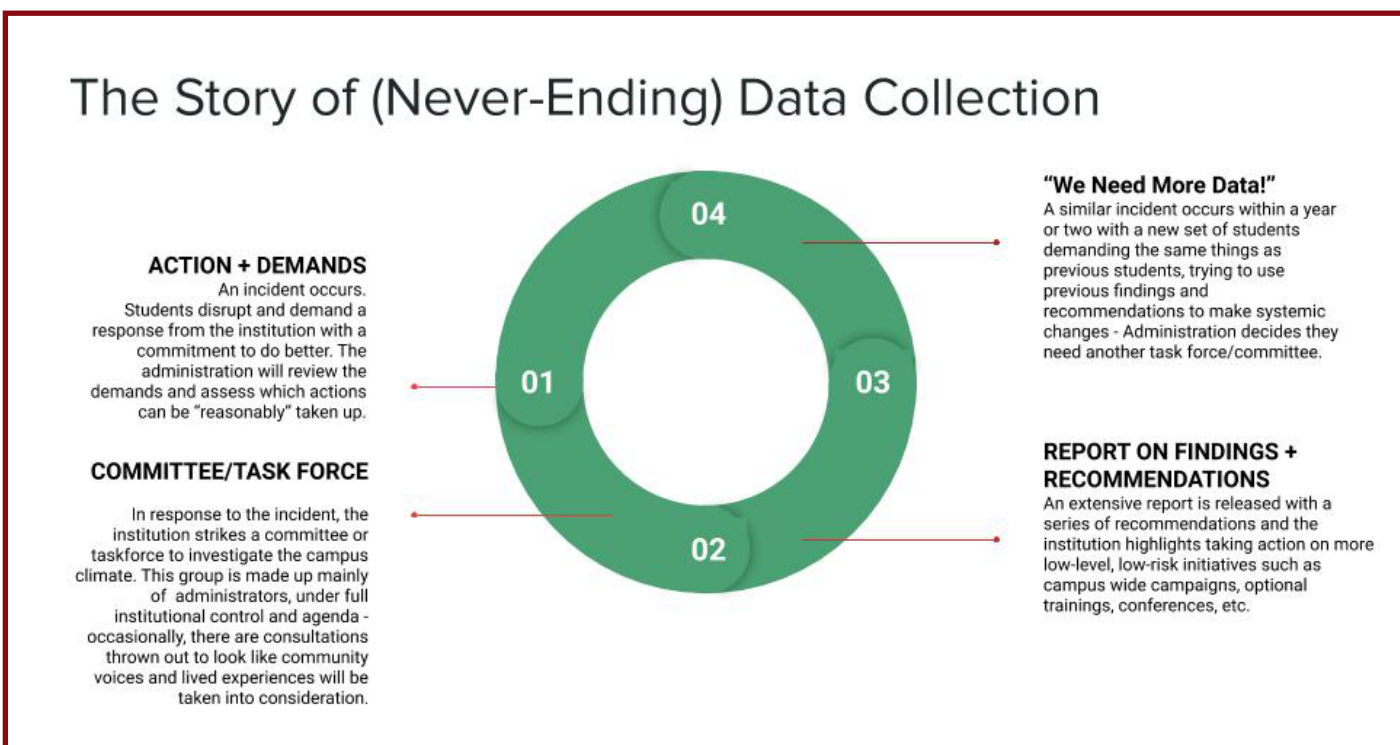 The Story of (Never-Ending) Data Collection
ACTION + DEMANDS
An incident occurs.
Students disrupt and demand a
response from the institution with a
commitment to do better. The
administration will review the
demands and assess which actions
can be “reasonably” taken up.
COMMITTEE/TASK FORCE
In response to the incident, the
institution strikes a committee or
taskforce to investigate the campus
climate. This group is made up mainly
of administrators, under full
institutional control and agenda -
occasionally, there are consultations
thrown out to look like community
voices and lived experiences will be
taken into consideration.
04
01
03
02
“We Need More Data!”
A similar incident occurs within a year
or two with a new set of students
demanding the same things as
previous students, trying to use
previous findings and
recommendations to make systemic
changes - Administration decides they
need another task force/committee.
REPORT ON FINDINGS +
RECOMMENDATIONS
An extensive report is released with a
series of recommendations and the
institution highlights taking action on more
low-level, low-risk initiatives such as
campus wide campaigns, optional
trainings, conferences, etc.